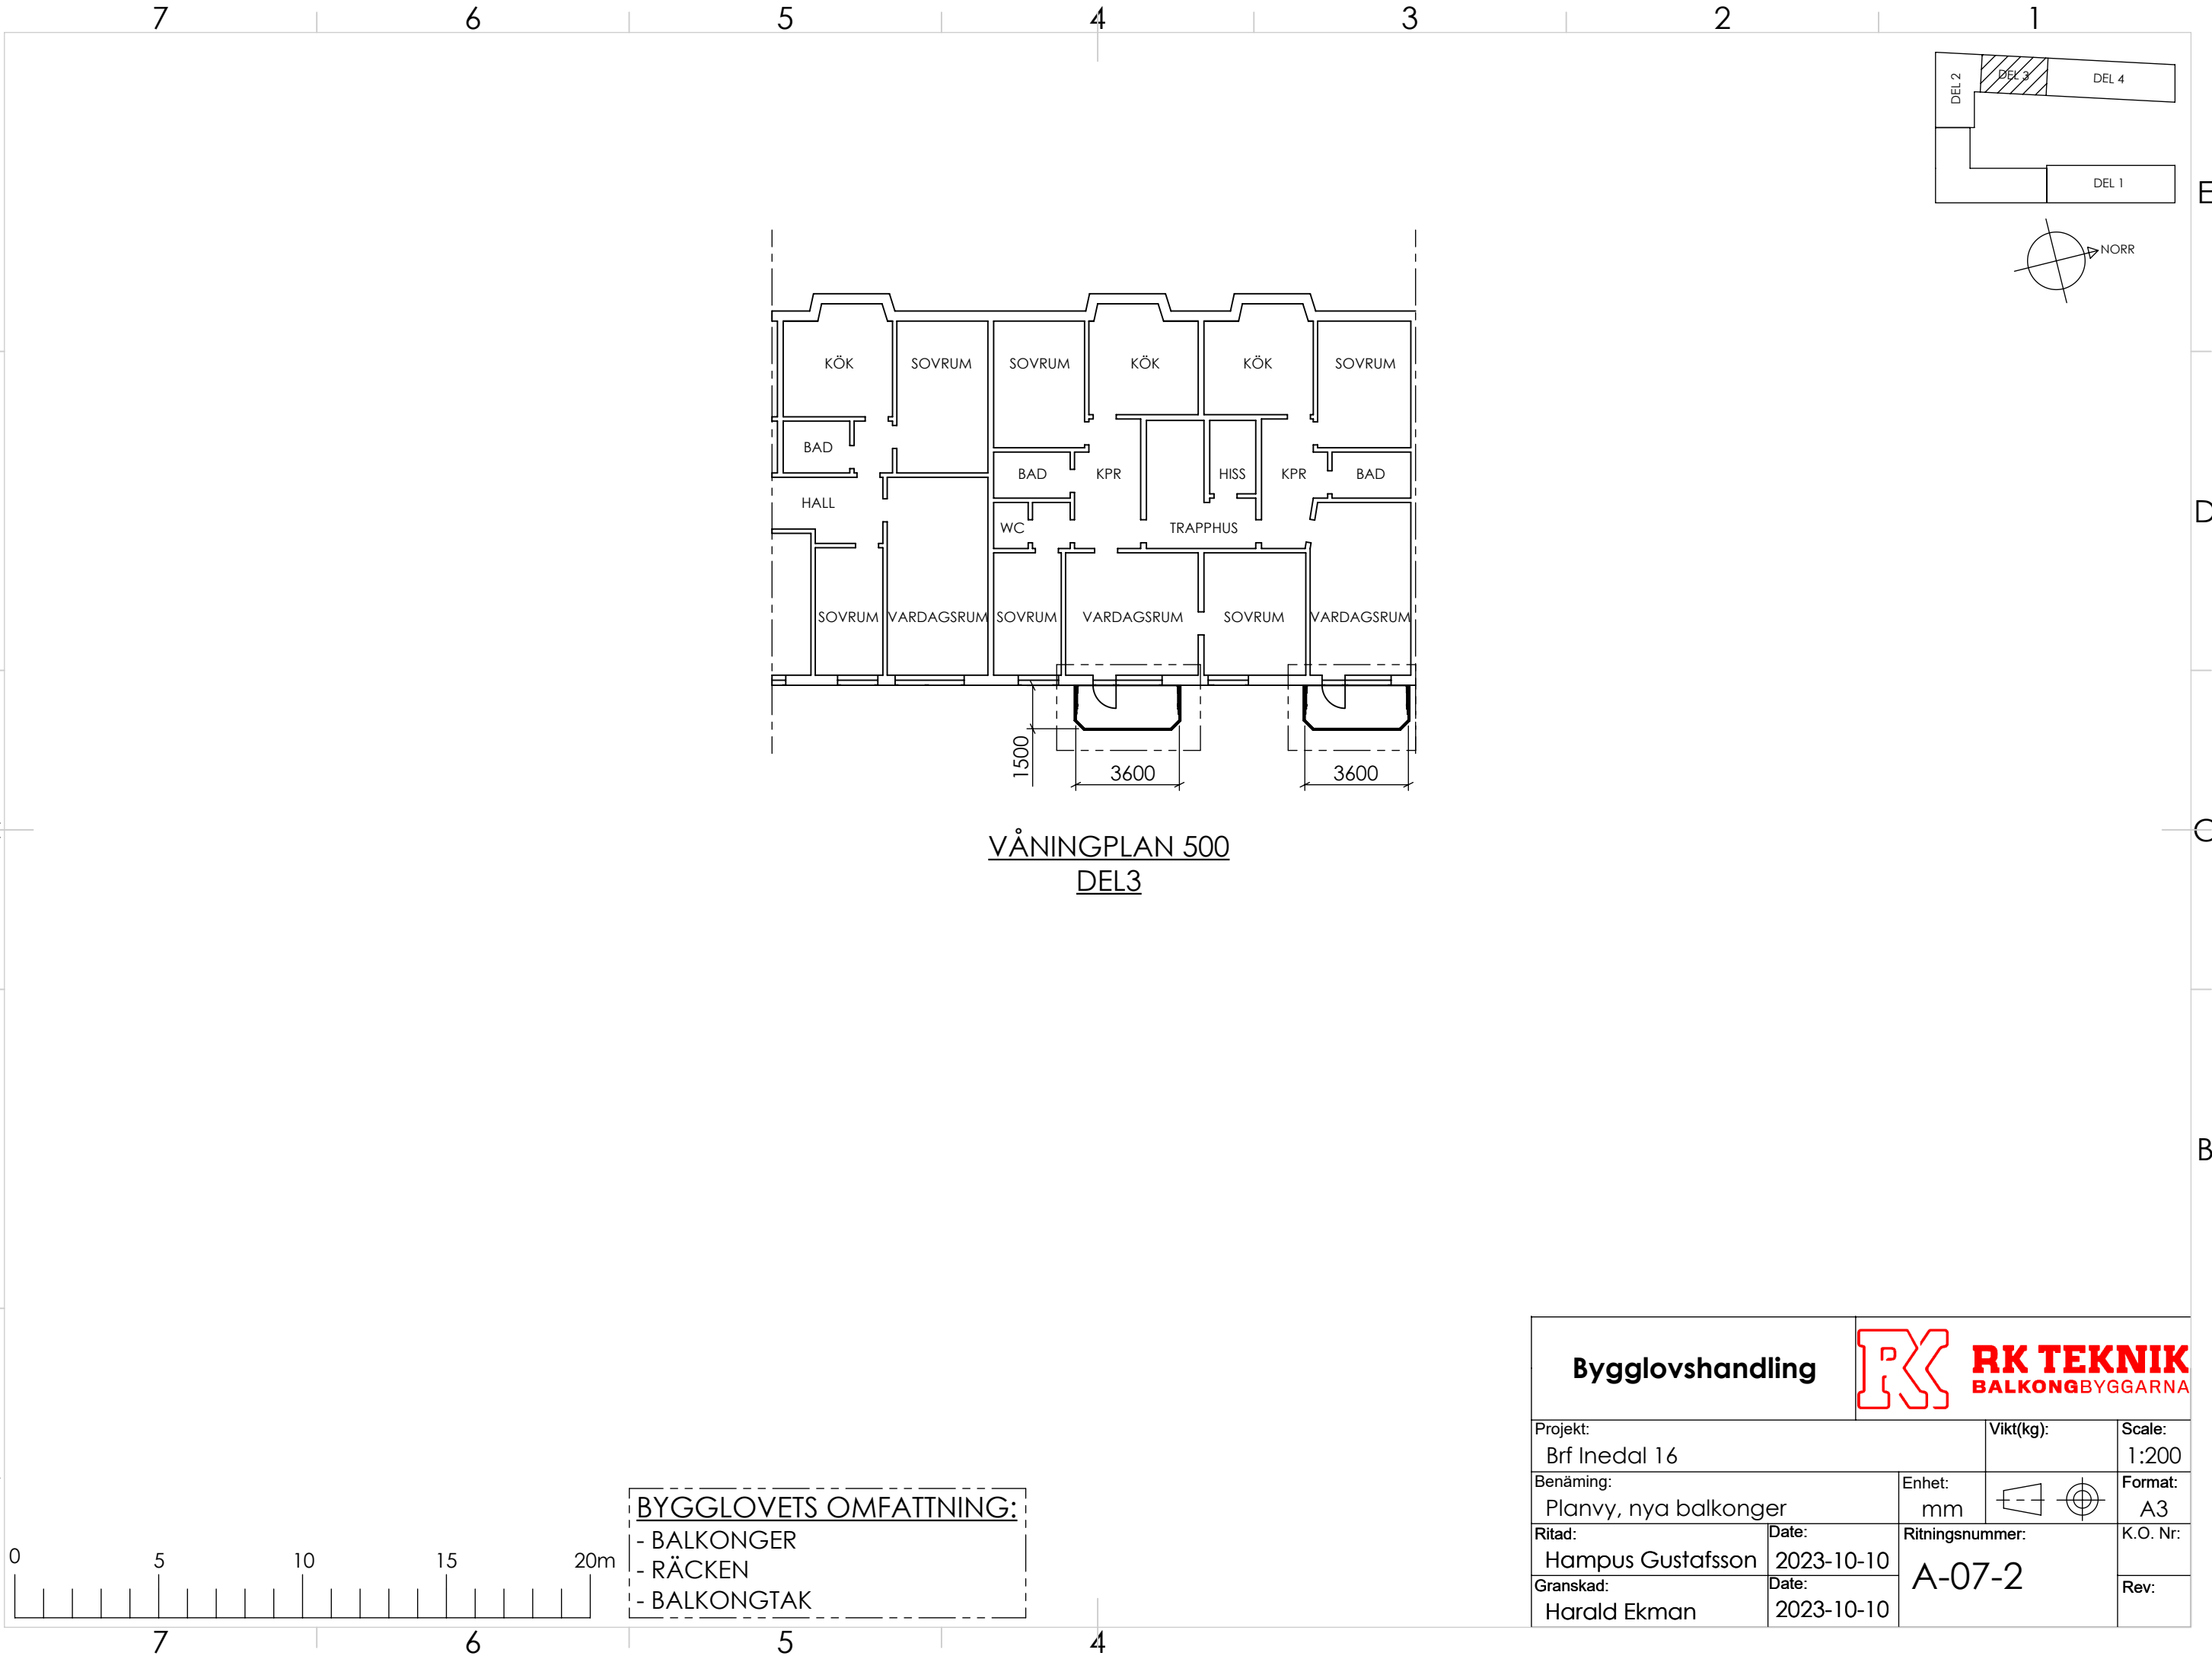 7 6 5 4 3 2 1
DEL 2
DEL 3
DEL 4
DEL 1
E
NORR
KÖK SOVRUM SOVRUM KÖK KÖK SOVRUM
BAD
BAD KPR HISS KPR BAD
HALL
WC TRAPPHUS
D
SOVRUM VARDAGSRUM SOVRUM VARDAGSRUM SOVRUM VARDAGSRUM
1500
3600 3600
VÅNINGPLAN 500
DEL3
C
B
Bygglovshandling
RK
RK TEKNIK
BALKONGBYGGARNA
Projekt:
Brf Inedal 16
Vikt(kg):
Scale:
1:200
Benäming:
Planvy, nya balkonger
Enhet:
mm
Format:
A3
Ritad:
Hampus Gustafsson
Date:
2023-10-10
Ritningsnummer:
A-07-2
K.O. Nr:
Granskad:
Harald Ekman
Date:
2023-10-10
Rev:
BYGGLOVETS OMFATTNING:
- BALKONGER
- RÄCKEN
- BALKONGTAK
0 5 10 15 20m
7 6 5 4